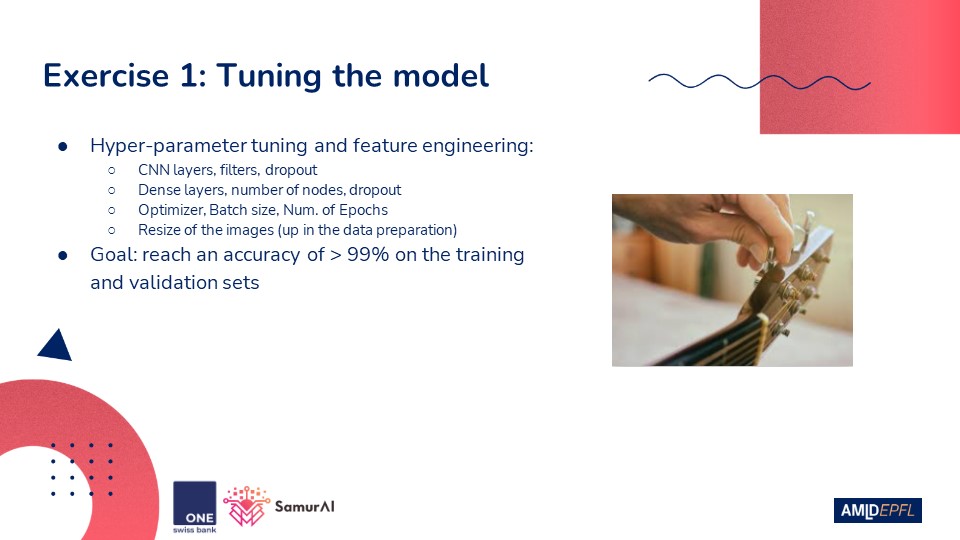 Exercise 1: Tuning the model
● Hyper-parameter tuning and feature engineering:
○ CNN layers, filters, dropout
○ Dense layers, number of nodes, dropout
○ Optimizer, Batch size, Num. of Epochs
○ Resize of the images (up in the data preparation)
● Goal: reach an accuracy of > 99% on the training
and validation sets
ONE
swiss bank
SamurAI
AMLDEPFL